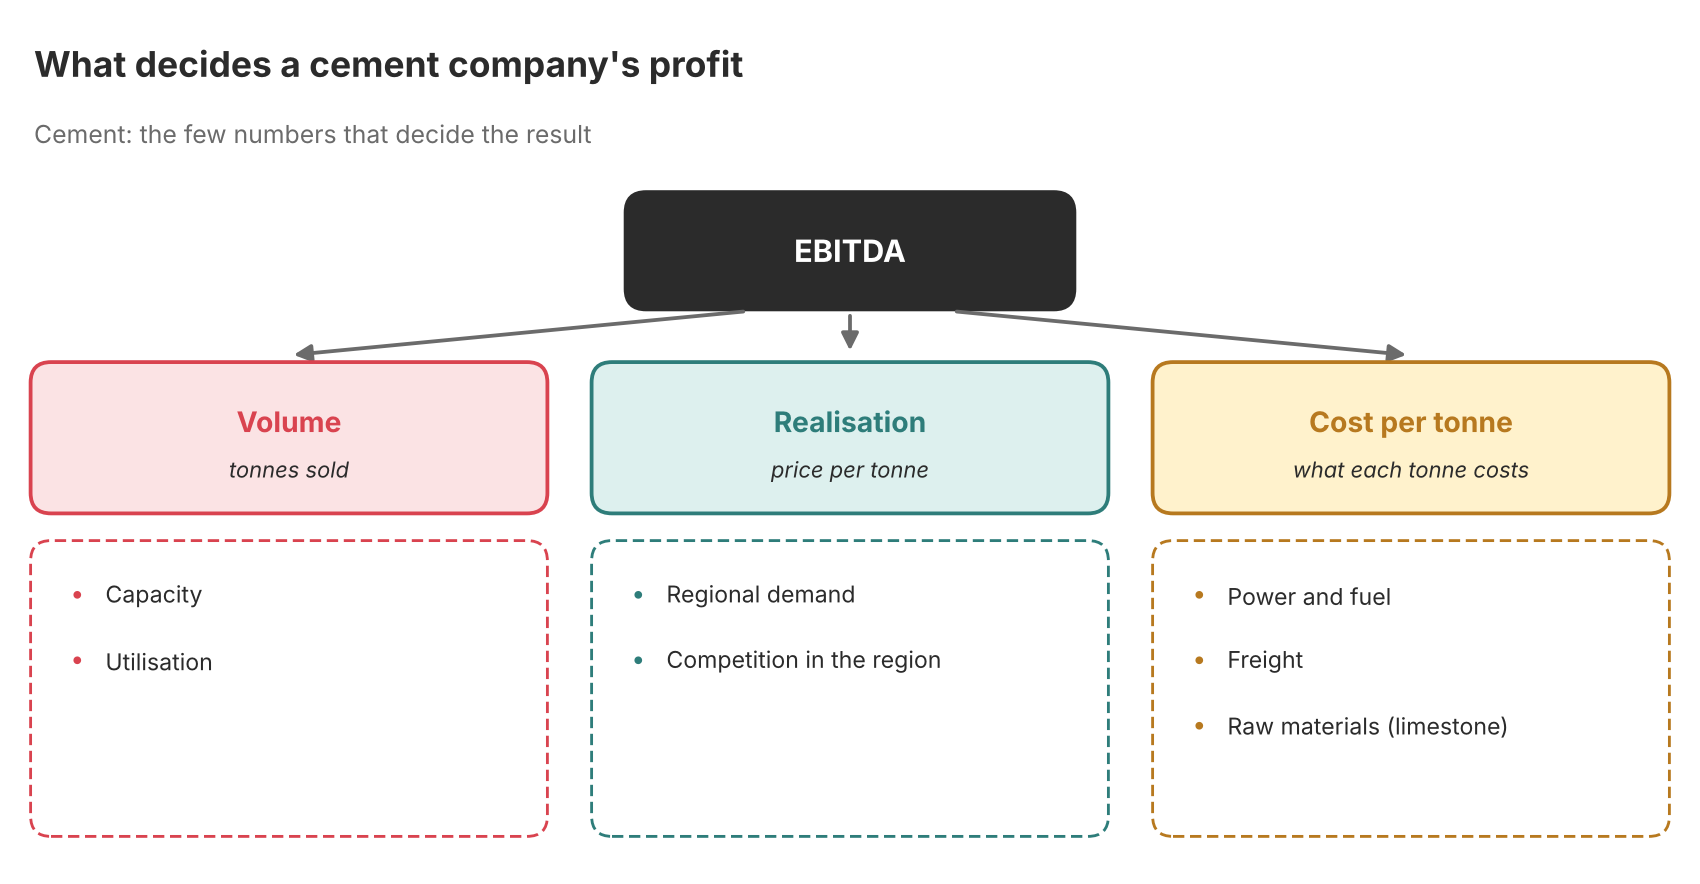 What decides a cement company's profit
Cement: the few numbers that decide the result
EBITDA
Volume
tonnes sold
Realisation
price per tonne
Cost per tonne
what each tonne costs
• Capacity
• Utilisation
• Regional demand
• Competition in the region
• Power and fuel
• Freight
• Raw materials (limestone)